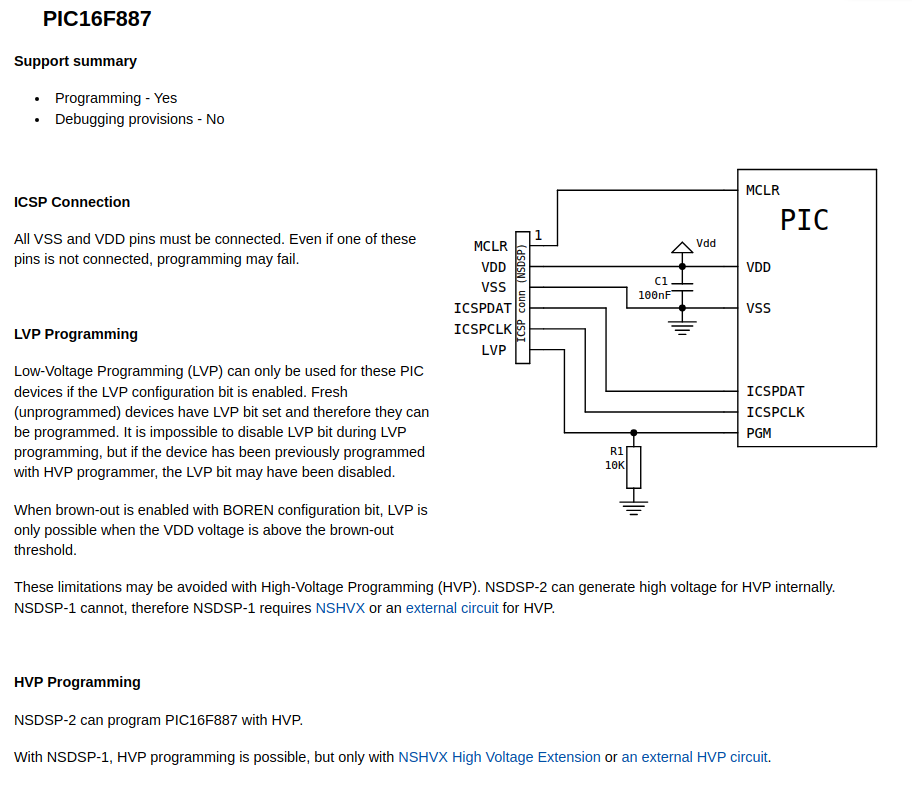 PIC16F887
Support summary
• Programming - Yes
• Debugging provisions - No
ICSP Connection
All VSS and VDD pins must be connected. Even if one of these
pins is not connected, programming may fail.
LVP Programming
Low-Voltage Programming (LVP) can only be used for these PIC
devices if the LVP configuration bit is enabled. Fresh
(unprogrammed) devices have LVP bit set and therefore they can
be programmed. It is impossible to disable LVP bit during LVP
programming, but if the device has been previously programmed
with HVP programmer, the LVP bit may have been disabled.
When brown-out is enabled with BOREN configuration bit, LVP is
only possible when the VDD voltage is above the brown-out
threshold.
MCLR
VDD
VSS
ICSPDAT
ICSPCLK
LVP
1
ICSP conn (NSDSP)
Vdd
C1
100nF
R1
10K
MCLR
PIC
VDD
VSS
ICSPDAT
ICSPCLK
PGM
These limitations may be avoided with High-Voltage Programming (HVP). NSDSP-2 can generate high voltage for HVP internally.
NSDSP-1 cannot, therefore NSDSP-1 requires NSHVX or an external circuit for HVP.
HVP Programming
NSDSP-2 can program PIC16F887 with HVP.
With NSDSP-1, HVP programming is possible, but only with NSHVX High Voltage Extension or an external HVP circuit.